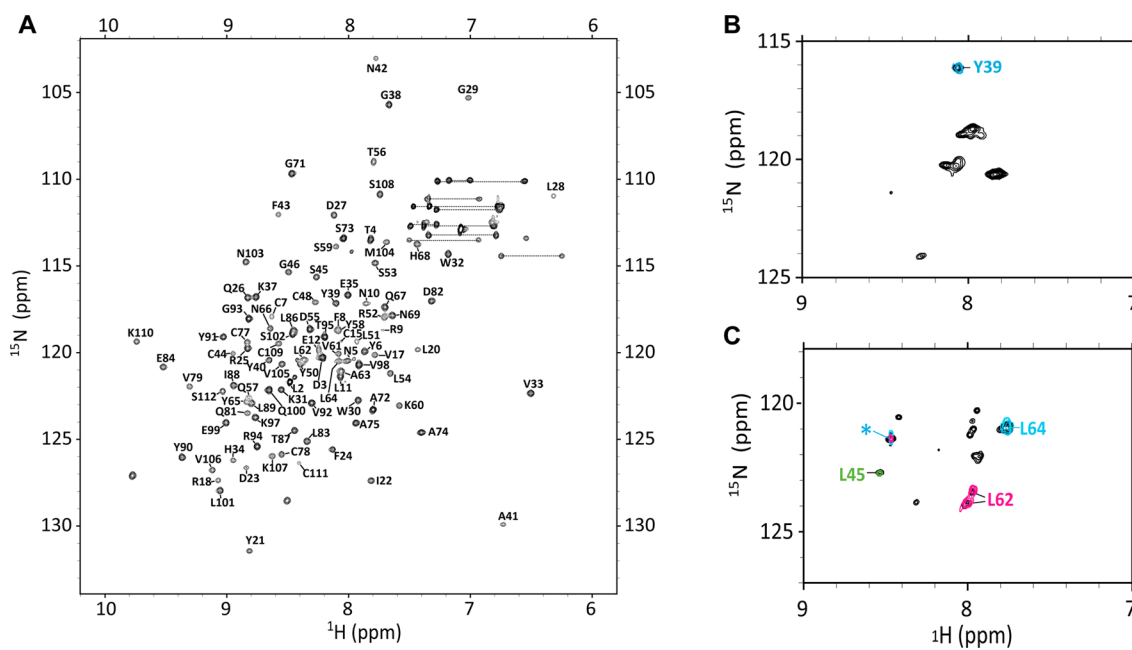 A
10 9 8 7 6
105
110
115
120
125
130
¹⁵N (ppm)
105
110
115
120
125
130
10 9 8 7 6
¹H (ppm)
N42
G38
G29
T56
G71
S108
L28
F43
D27
S73
T4
S59
M104
H68
W32
N103
G46
S45
S53
Q26
K37
C48
Y39
E35
N10
Q67
D82
N66
C7
G93
D55
R52
N69
F8
Y58
T95
R9
K110
Y91
C77
S102
L86
E12
C15
L51
V61
Y6
C44
R25
C109
L62
N5
V17
L20
E84
Y40
V105
Y50
V98
L54
V79
I88
L2
D3
L11
A63
V33
S112
Q57
K31
L64
A72
Y65
L89
Q100
V92
W30
K60
Q81
K97
E99
T87
L83
A75
A74
Y90
R94
C78
F24
V106
H34
K107
C111
I22
R18
D23
L101
A41
Y21
B
115
120
125
¹⁵N (ppm)
Y39
9 8 7
C
120
125
¹⁵N (ppm)
*
L64
L45
L62
9 8 7
¹H (ppm)